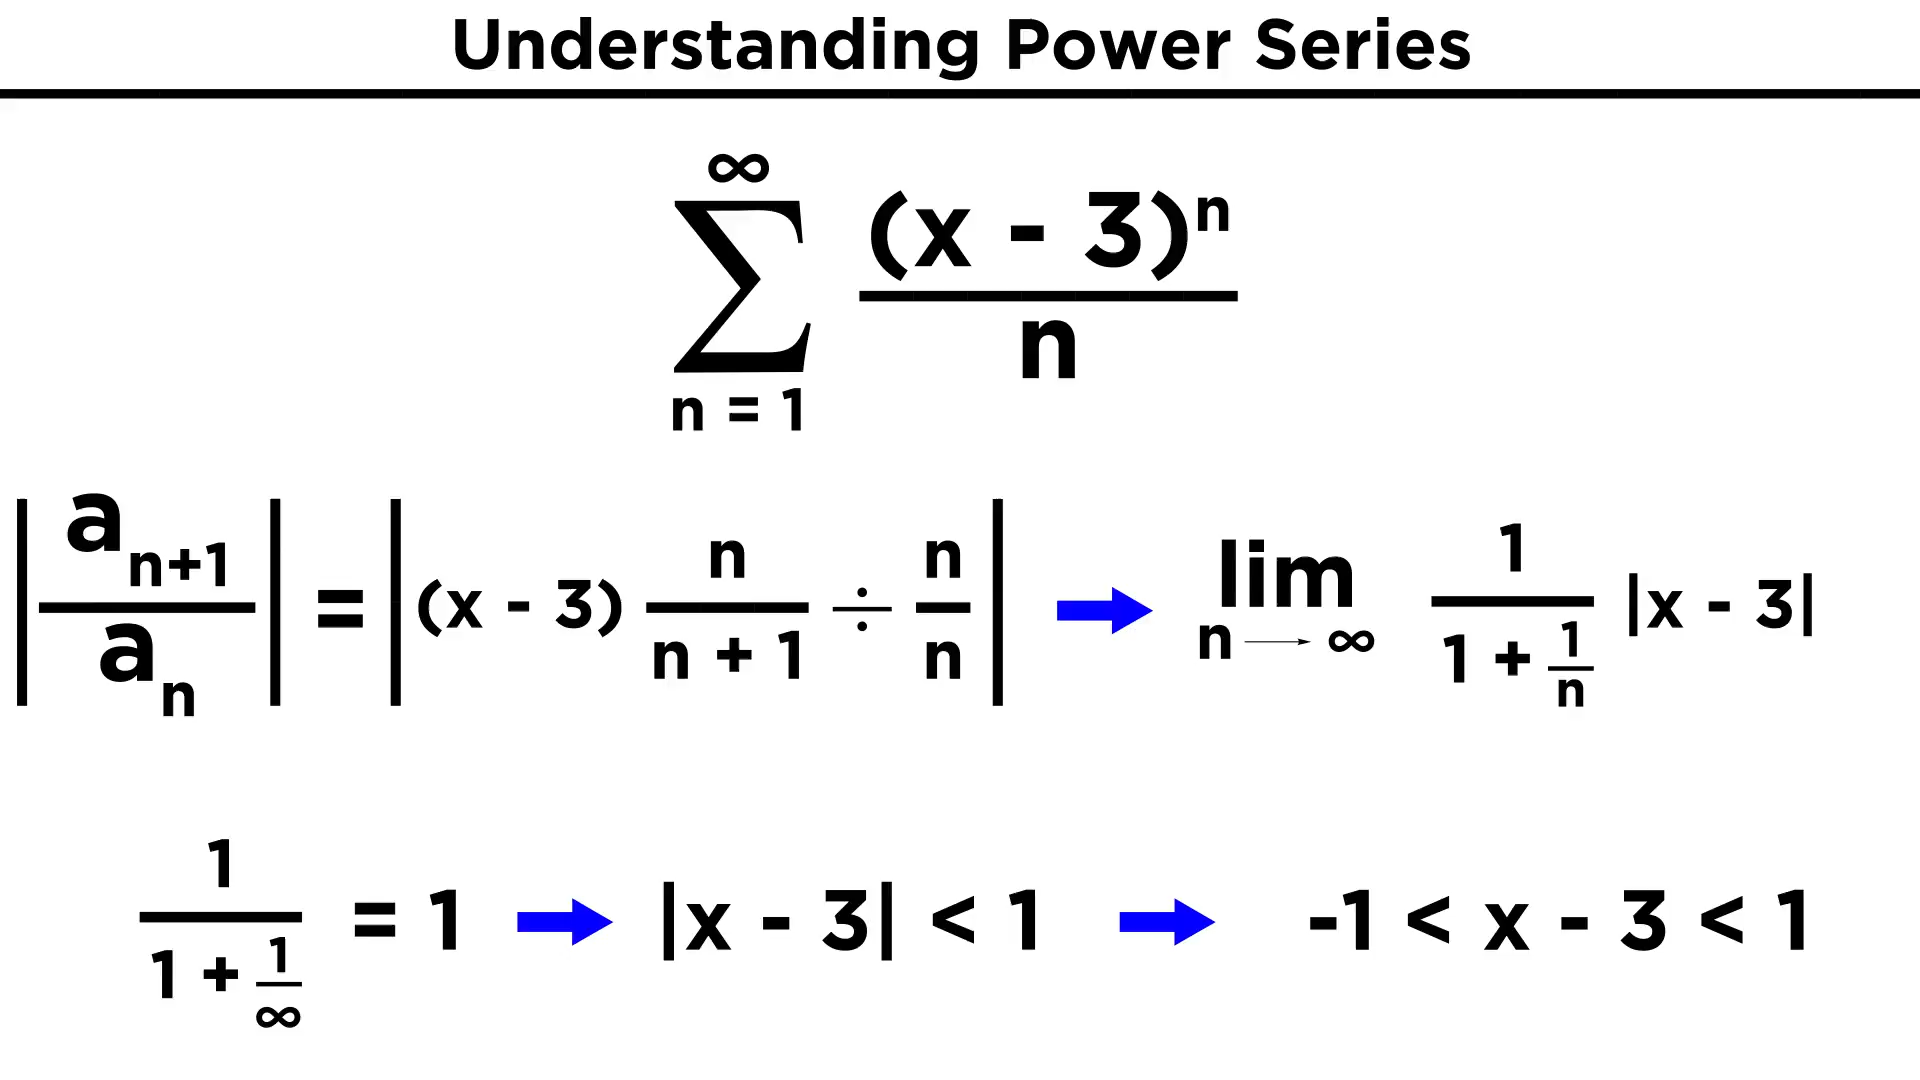 Understanding Power Series
∞ ∑ n = 1 (x - 3)ⁿ / n
| aₙ₊₁ / aₙ | = | (x - 3) n / n + 1 ÷ n / n | → lim n → ∞ 1 / 1 + 1/n |x - 3|
1 / 1 + 1/∞ = 1 → |x - 3| < 1 → -1 < x - 3 < 1